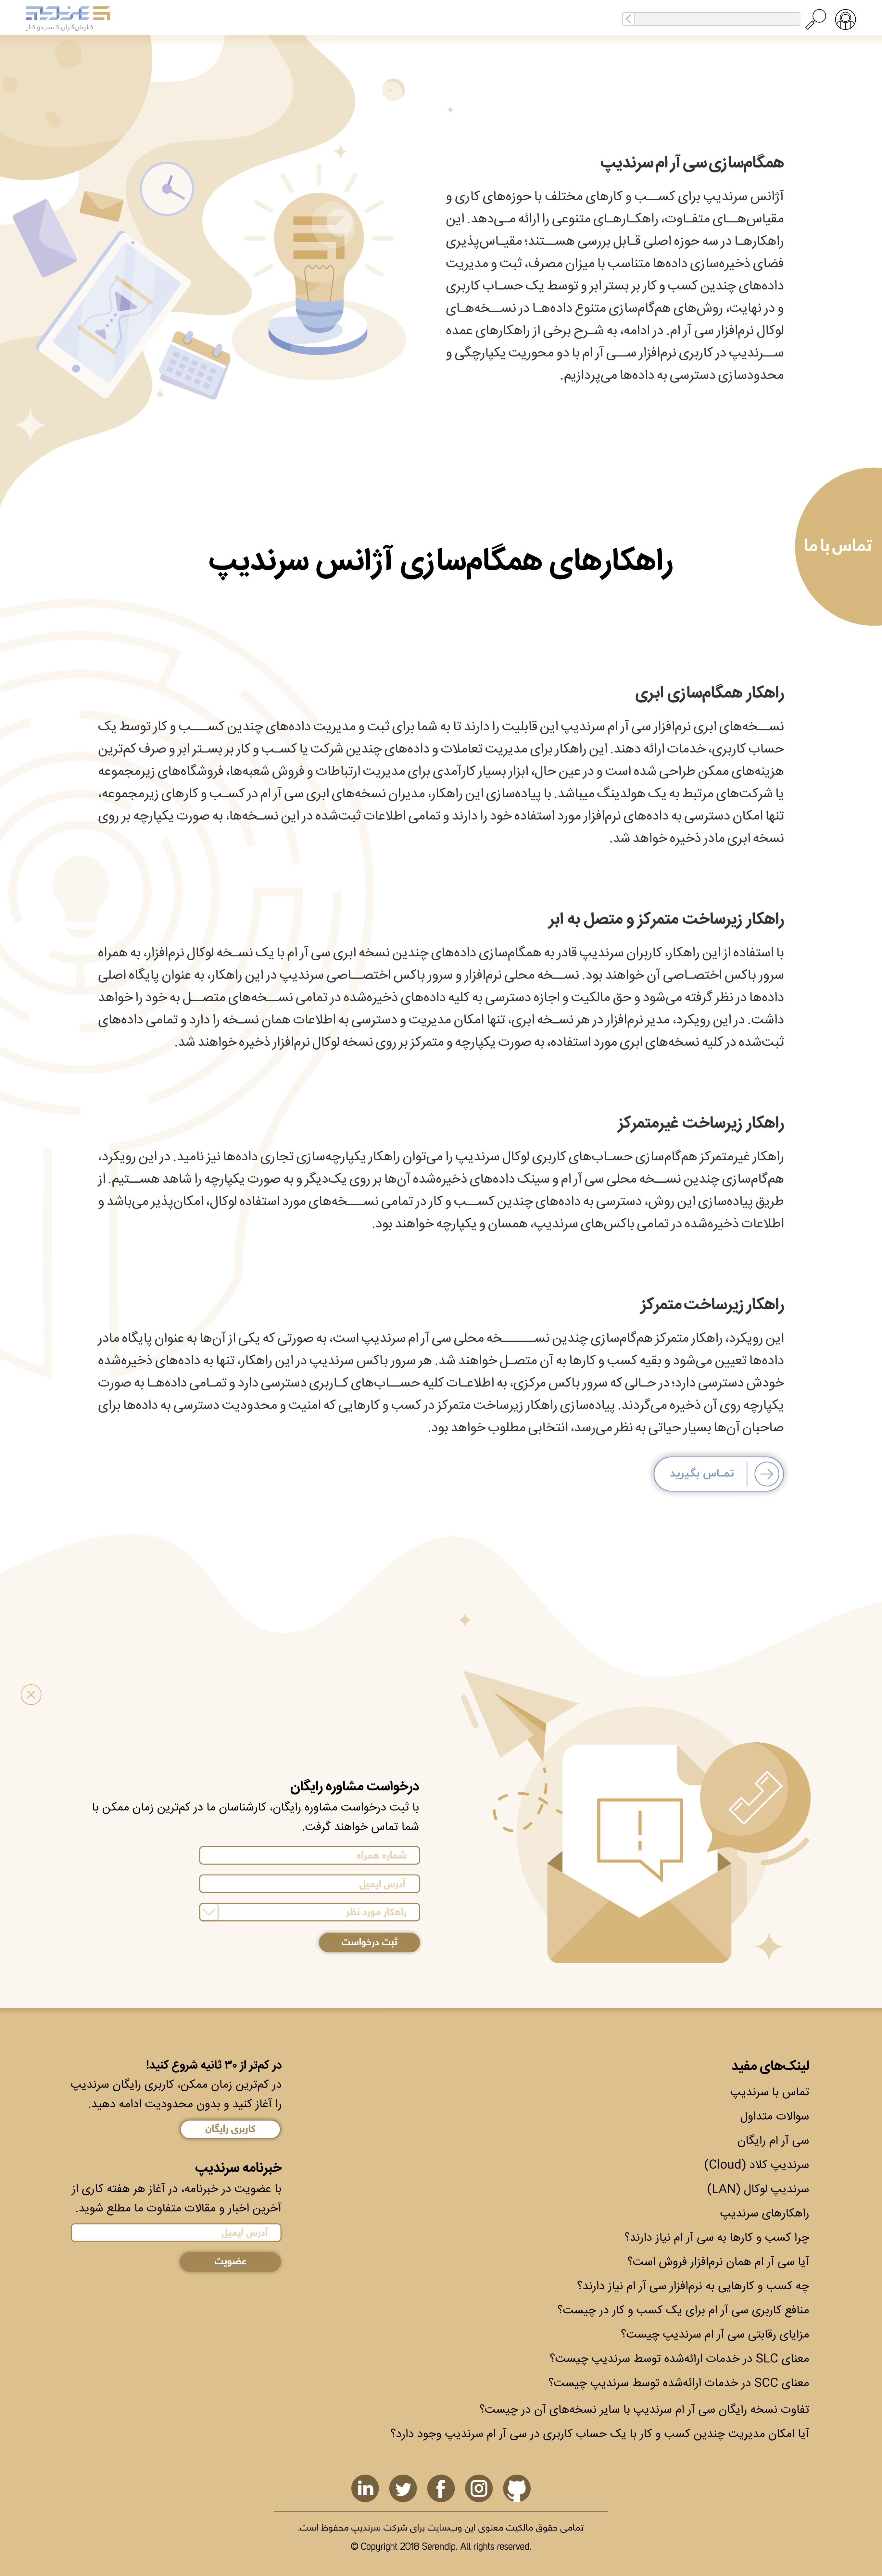 سرندیپ
کاوش‌گران کسب و کار
همگام‌سازی سی آر ام سرندیپ
آژانس سرندیپ برای کسب و کارهای مختلف با حوزه‌های کاری و
مقیاس‌های متفاوت، راهکارهای متنوعی را ارائه می‌دهد. این
راهکارها در سه حوزه اصلی قابل بررسی هستند؛ مقیاس‌پذیری
فضای ذخیره‌سازی داده‌ها متناسب با میزان مصرف، ثبت و مدیریت
داده‌های چندین کسب و کار بر بستر ابر و توسط یک حساب کاربری
و در نهایت، روش‌های هم‌گام‌سازی متنوع داده‌ها در نسخه‌های
لوکال نرم‌افزار سی آر ام. در ادامه، به شرح برخی از راهکارهای عمده
سرندیپ در کاربری نرم‌افزار سی آر ام با دو محوریت یکپارچگی و
محدودسازی دسترسی به داده‌ها می‌پردازیم.
تماس با ما
راهکارهای همگام‌سازی آژانس سرندیپ
راهکار همگام‌سازی ابری
نسخه‌های ابری نرم‌افزار سی آر ام سرندیپ این قابلیت را دارند تا به شما برای ثبت و مدیریت داده‌های چندین کسب و کار توسط یک
حساب کاربری، خدمات ارائه دهند. این راهکار برای مدیریت تعاملات و داده‌های چندین شرکت یا کسب و کار بر بستر ابر و صرف کم‌ترین
هزینه‌های ممکن طراحی شده است و در عین حال، ابزار بسیار کارآمدی برای مدیریت ارتباطات و فروش شعبه‌ها، فروشگاه‌های زیرمجموعه
یا شرکت‌های مرتبط به یک هولدینگ میباشد. با پیاده‌سازی این راهکار، مدیران نسخه‌های ابری سی آر ام در کسب و کارهای زیرمجموعه،
تنها امکان دسترسی به داده‌های نرم‌افزار مورد استفاده خود را دارند و تمامی اطلاعات ثبت‌شده در این نسخه‌ها، به صورت یکپارچه بر روی
نسخه ابری مادر ذخیره خواهد شد.
راهکار زیرساخت متمرکز و متصل به ابر
با استفاده از این راهکار، کاربران سرندیپ قادر به همگام‌سازی داده‌های چندین نسخه ابری سی آر ام با یک نسخه لوکال نرم‌افزار، به همراه
سرور باکس اختصاصی آن خواهند بود. نسخه محلی نرم‌افزار و سرور باکس اختصاصی سرندیپ در این راهکار، به عنوان پایگاه اصلی
داده‌ها در نظر گرفته می‌شود و حق مالکیت و اجازه دسترسی به کلیه داده‌های ذخیره‌شده در تمامی نسخه‌های متصل به خود را خواهد
داشت. در این رویکرد، مدیر نرم‌افزار در هر نسخه ابری، تنها امکان مدیریت و دسترسی به اطلاعات همان نسخه را دارد و تمامی داده‌های
ثبت‌شده در کلیه نسخه‌های ابری مورد استفاده، به صورت یکپارچه و متمرکز بر روی نسخه لوکال نرم‌افزار ذخیره خواهند شد.
راهکار زیرساخت غیرمتمرکز
راهکار غیرمتمرکز هم‌گام‌سازی حساب‌های کاربری لوکال سرندیپ را می‌توان راهکار یکپارچه‌سازی تجاری داده‌ها نیز نامید. در این رویکرد،
هم‌گام‌سازی چندین نسخه محلی سی آر ام و سینک داده‌های ذخیره‌شده آن‌ها بر روی یک‌دیگر و به صورت یکپارچه را شاهد هستیم. از
طریق پیاده‌سازی این روش، دسترسی به داده‌های چندین کسب و کار در تمامی نسخه‌های مورد استفاده لوکال، امکان‌پذیر می‌باشد و
اطلاعات ذخیره‌شده در تمامی باکس‌های سرندیپ، همسان و یکپارچه خواهند بود.
راهکار زیرساخت متمرکز
این رویکرد، راهکار متمرکز هم‌گام‌سازی چندین نسخه محلی سی آر ام سرندیپ است، به صورتی که یکی از آن‌ها به عنوان پایگاه مادر
داده‌ها تعیین می‌شود و بقیه کسب و کارها به آن متصل خواهند شد. هر سرور باکس سرندیپ در این راهکار، تنها به داده‌های ذخیره‌شده
خودش دسترسی دارد؛ در حالی که سرور باکس مرکزی، به اطلاعات کلیه حساب‌های کاربری دسترسی دارد و تمامی داده‌ها به صورت
یکپارچه روی آن ذخیره می‌گردند. پیاده‌سازی راهکار زیرساخت متمرکز در کسب و کارهایی که امنیت و محدودیت دسترسی به داده‌ها برای
صاحبان آن‌ها بسیار حیاتی به نظر می‌رسد، انتخابی مطلوب خواهد بود.
تماس بگیرید
درخواست مشاوره رایگان
با ثبت درخواست مشاوره رایگان، کارشناسان ما در کم‌ترین زمان ممکن با
شما تماس خواهند گرفت.
شماره همراه
آدرس ایمیل
راهکار مورد نظر
ثبت درخواست
لینک‌های مفید
تماس با سرندیپ
سوالات متداول
سی آر ام رایگان
سرندیپ کلاد (Cloud)
سرندیپ لوکال (LAN)
راهکارهای سرندیپ
چرا کسب و کارها به سی آر ام نیاز دارند؟
آیا سی آر ام همان نرم‌افزار فروش است؟
چه کسب و کارهایی به نرم‌افزار سی آر ام نیاز دارند؟
منافع کاربری سی آر ام برای یک کسب و کار در چیست؟
مزایای رقابتی سی آر ام سرندیپ چیست؟
معنای SLC در خدمات ارائه‌شده توسط سرندیپ چیست؟
معنای SCC در خدمات ارائه‌شده توسط سرندیپ چیست؟
تفاوت نسخه رایگان سی آر ام سرندیپ با سایر نسخه‌های آن در چیست؟
آیا امکان مدیریت چندین کسب و کار با یک حساب کاربری در سی آر ام سرندیپ وجود دارد؟
در کم‌تر از ۳۰ ثانیه شروع کنید!
در کم‌ترین زمان ممکن، کاربری رایگان سرندیپ
را آغاز کنید و بدون محدودیت ادامه دهید.
کاربری رایگان
خبرنامه سرندیپ
با عضویت در خبرنامه، در آغاز هر هفته کاری از
آخرین اخبار و مقالات متفاوت ما مطلع شوید.
آدرس ایمیل
عضویت
تمامی حقوق مالکیت معنوی این وب‌سایت برای شرکت سرندیپ محفوظ است.
© Copyright 2018 Serendip. All rights reserved.